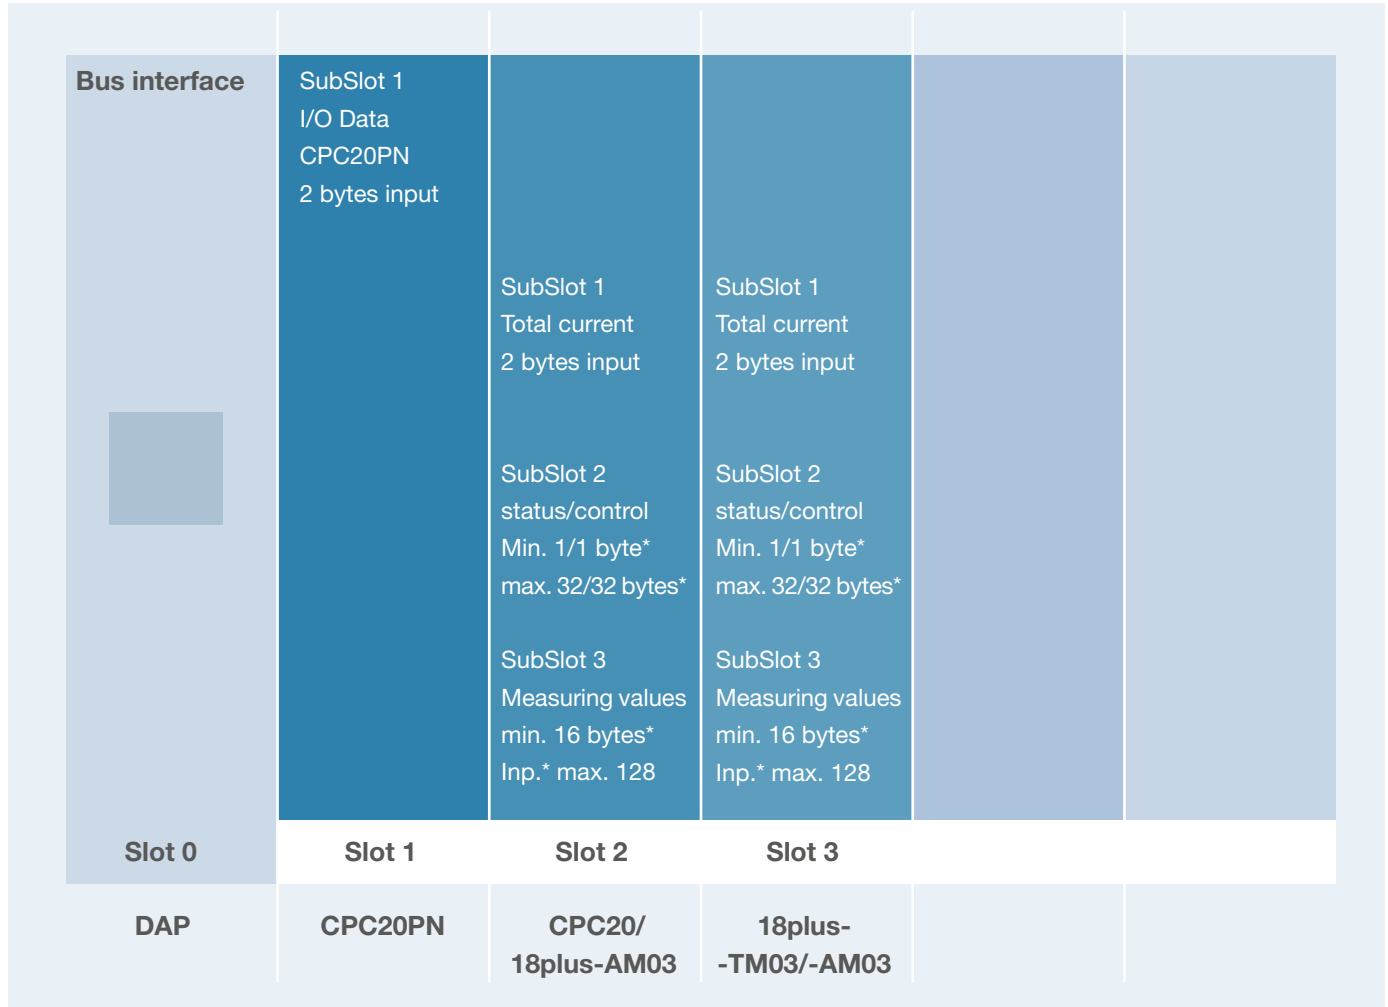 Bus interface
SubSlot 1
I/O Data
CPC20PN
2 bytes input
SubSlot 1
Total current
2 bytes input
SubSlot 2
status/control
Min. 1/1 byte*
max. 32/32 bytes*
SubSlot 3
Measuring values
min. 16 bytes*
Inp.* max. 128
SubSlot 1
Total current
2 bytes input
SubSlot 2
status/control
Min. 1/1 byte*
max. 32/32 bytes*
SubSlot 3
Measuring values
min. 16 bytes*
Inp.* max. 128
Slot 0
Slot 1
Slot 2
Slot 3
DAP
CPC20PN
CPC20/
18plus-AM03
18plus-
-TM03/-AM03